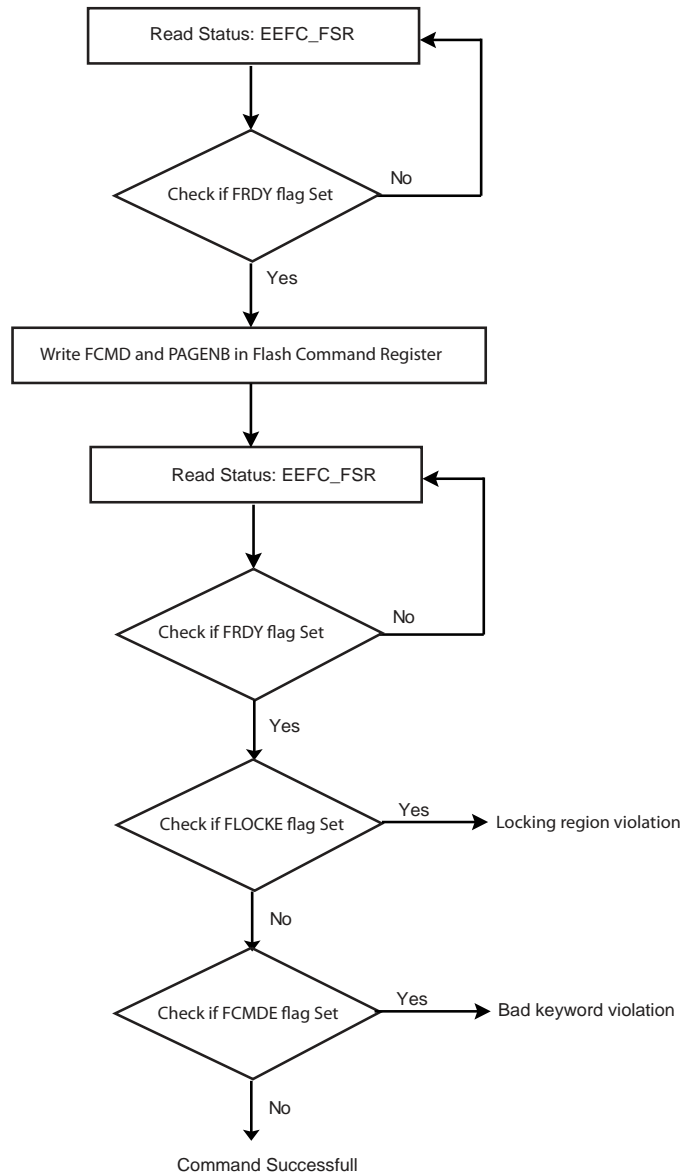 Read Status: EEFC_FSR
Check if FRDY flag Set
No
Yes
Write FCMD and PAGENB in Flash Command Register
Read Status: EEFC_FSR
Check if FRDY flag Set
No
Yes
Check if FLOCKE flag Set
Yes
Locking region violation
No
Check if FCMDE flag Set
Yes
Bad keyword violation
No
Command Successfull